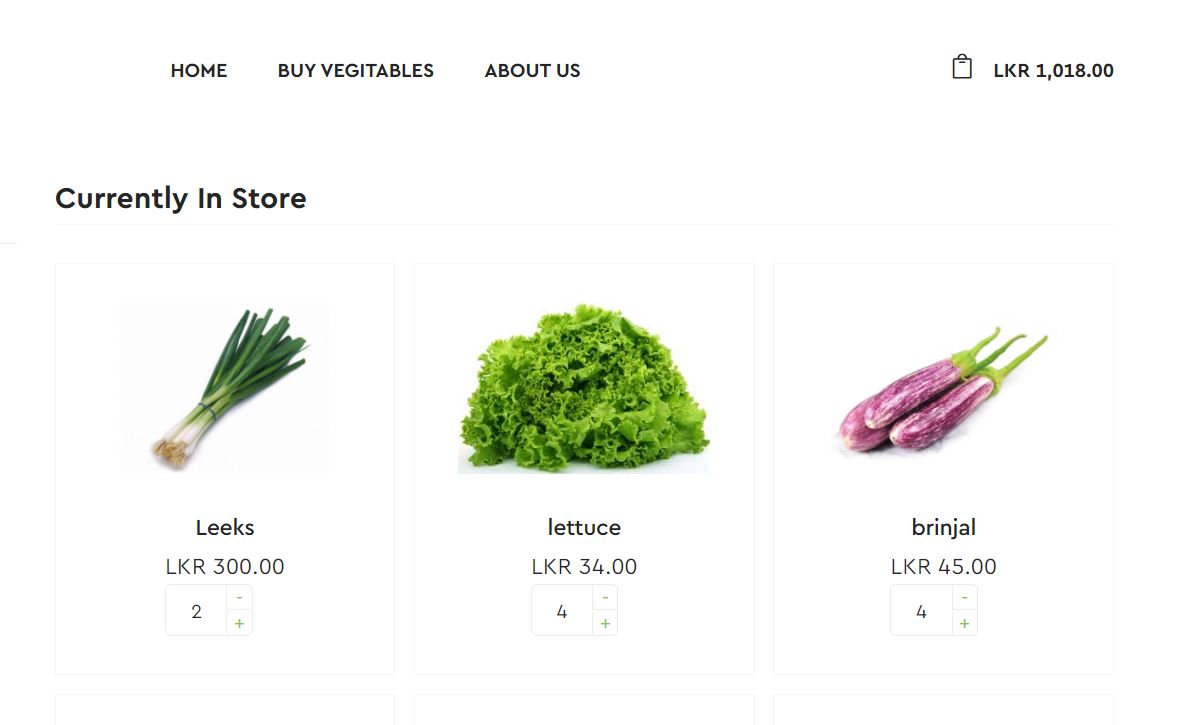 HOME BUY VEGITABLES ABOUT US LKR 1,018.00
Currently In Store
Leeks lettuce brinjal
LKR 300.00 LKR 34.00 LKR 45.00
2 - + 4 - + 4 - +